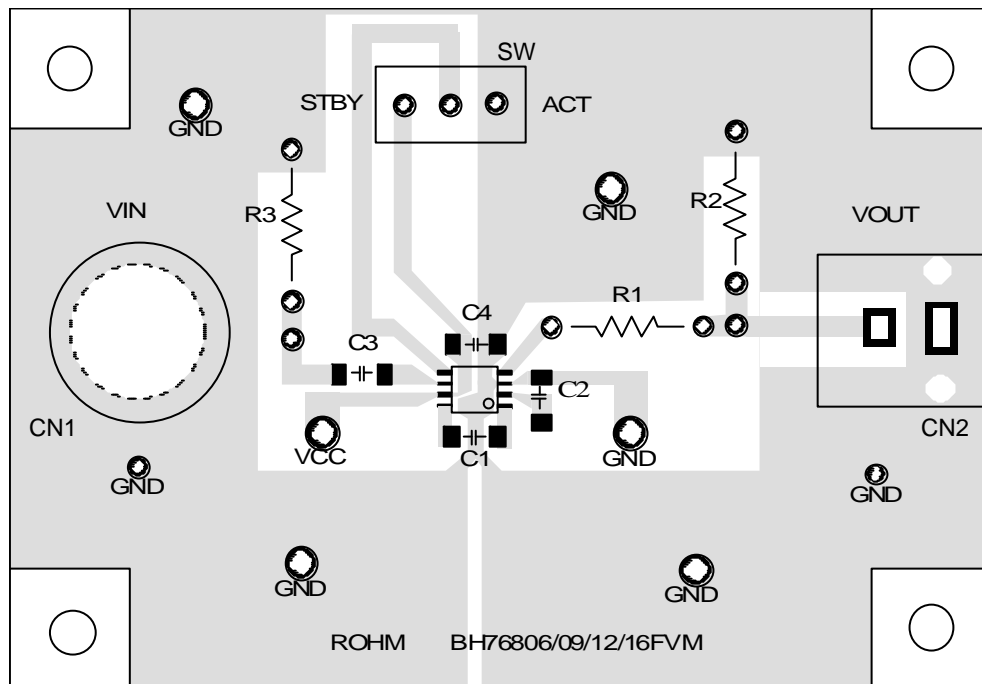 SW
STBY
ACT
GND
R3
GND
R2
VIN
VOUT
R1
C4
C3
C2
CN1
CN2
VCC
C1
GND
GND
GND
GND
GND
ROHM BH76806/09/12/16FVM